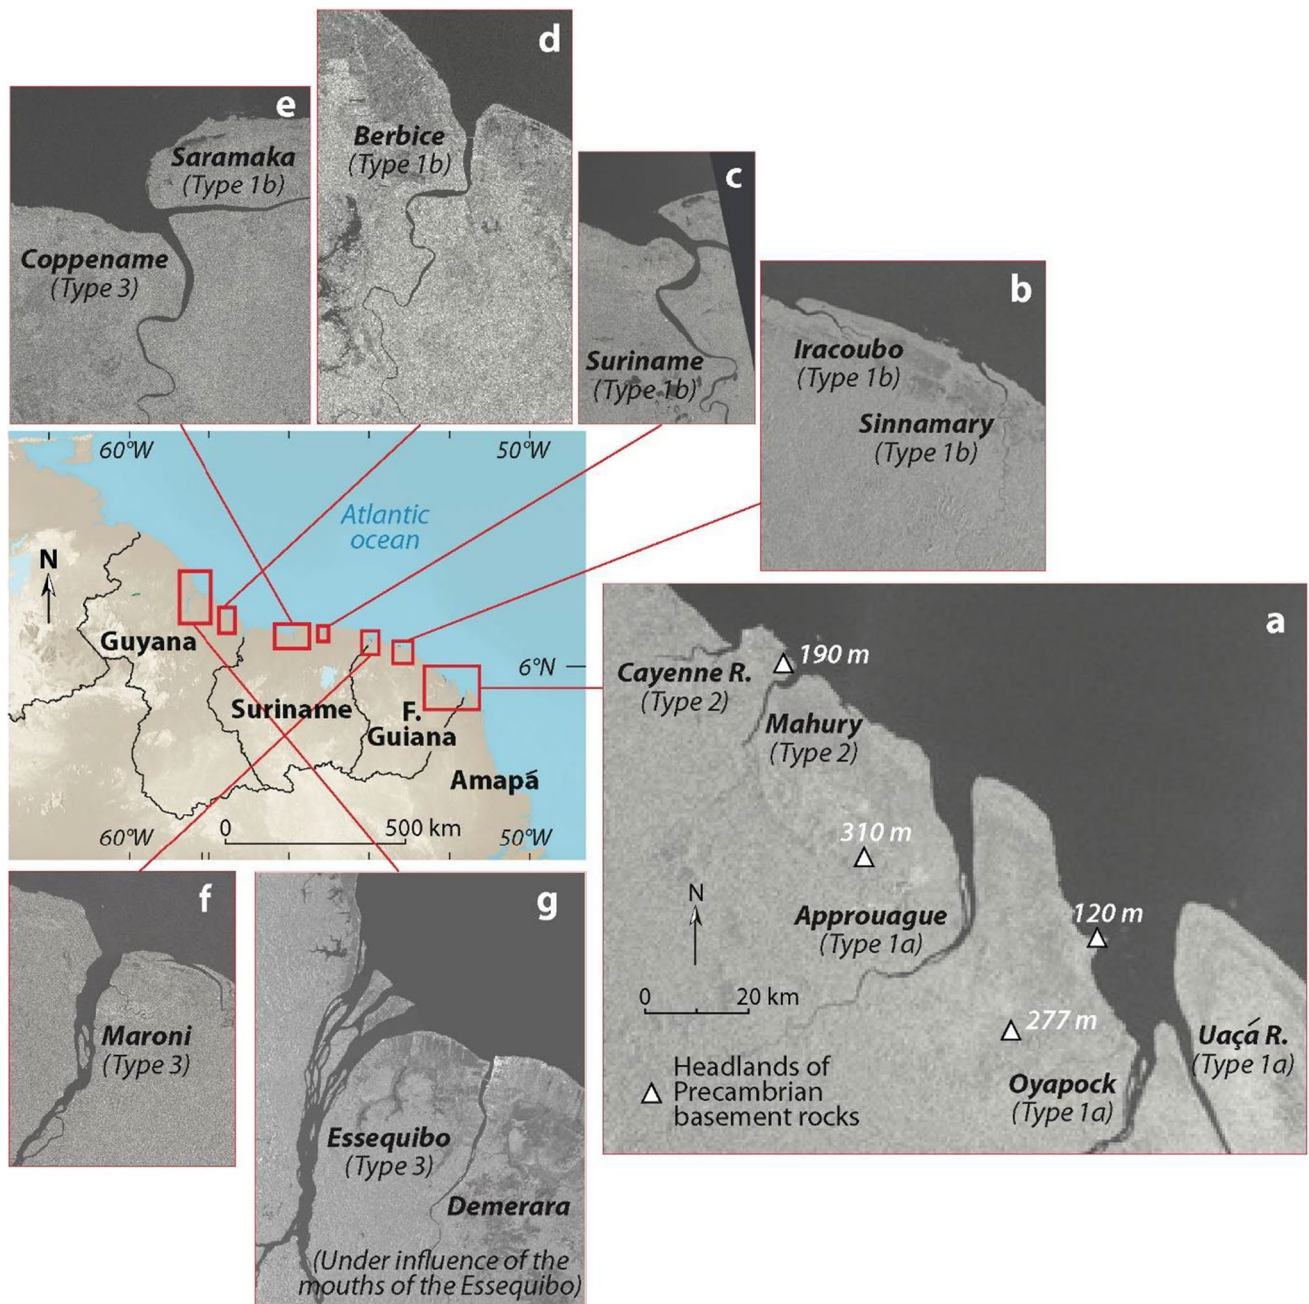 d
Berbice
(Type 1b)
e
Saramaka
(Type 1b)
Coppename
(Type 3)
c
Suriname
(Type 1b)
b
Iracoubo
(Type 1b)
Sinnamary
(Type 1b)
60°W
50°W
Atlantic
ocean
N
Guyana
6°N
Suriname
F.
Guiana
Amapá
0
500 km
60°W
50°W
a
190 m
Cayenne R.
(Type 2)
Mahury
(Type 2)
310 m
N
Approuague
(Type 1a)
120 m
0
20 km
277 m
Uaçá R.
(Type 1a)
Oyapock
(Type 1a)
Headlands of
Precambrian
basement rocks
f
Maroni
(Type 3)
g
Essequibo
(Type 3)
Demerara
(Under influence of the
mouths of the Essequibo)